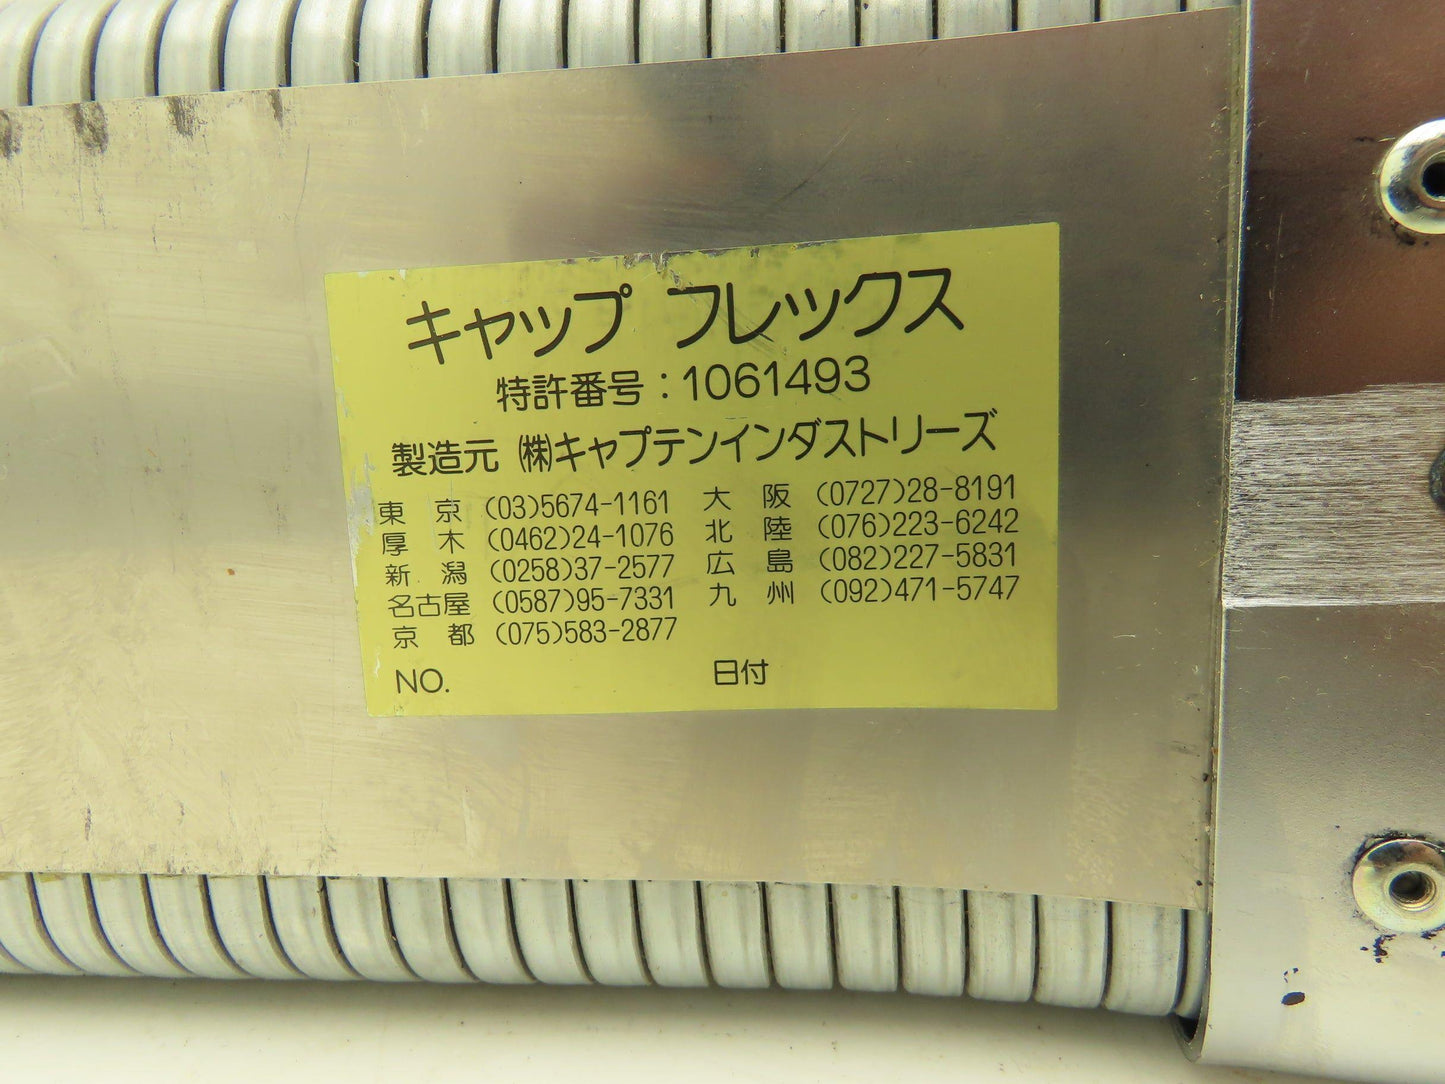 キャップ フレックス
特許番号：1061493
製造元 ㈱キャプテンインダストリーズ
東 京 (03)5674-1161 大 阪 (0727)28-8191
厚 木 (0462)24-1076 北 陸 (076)223-6242
新 潟 (0258)37-2577 広 島 (082)227-5831
名古屋 (0587)95-7331 九 州 (092)471-5747
京 都 (075)583-2877
NO. 日付